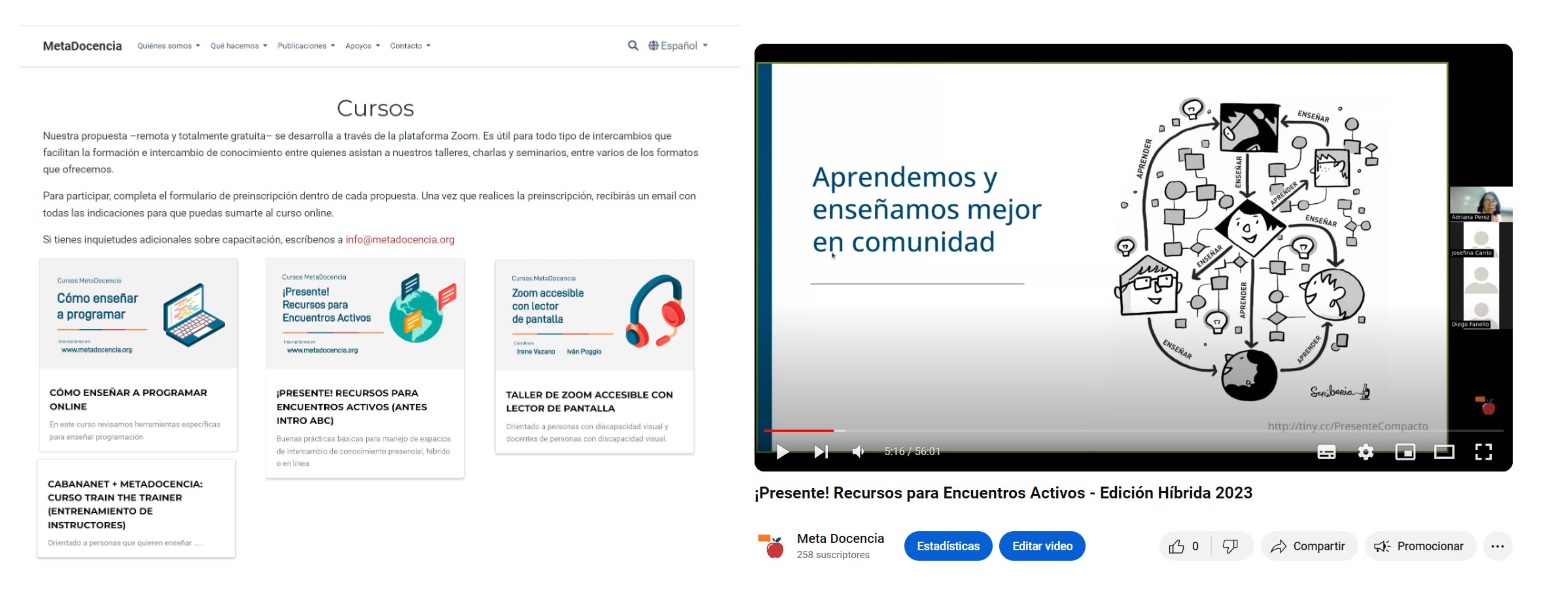 MetaDocencia
Quiénes somos
Qué hacemos
Publicaciones
Apoyos
Contacto
Español
Cursos
Nuestra propuesta –remota y totalmente gratuita– se desarrolla a través de la plataforma Zoom. Es útil para todo tipo de intercambios que
facilitan la formación e intercambio de conocimiento entre quienes asistan a nuestros talleres, charlas y seminarios, entre varios de los formatos
que ofrecemos.
Para participar, completa el formulario de preinscripción dentro de cada propuesta. Una vez que realices la preinscripción, recibirás un email con
todas las indicaciones para que puedas sumarte al curso online.
Si tienes inquietudes adicionales sobre capacitación, escríbenos a info@metadocencia.org
Cursos MetaDocencia
Cómo enseñar
a programar
Inscripciones en
www.metadocencia.org
CÓMO ENSEÑAR A PROGRAMAR
ONLINE
En este curso revisamos herramientas específicas
para enseñar programación
Cursos MetaDocencia
¡Presente!
Recursos para
Encuentros Activos
Inscripciones en
www.metadocencia.org
¡PRESENTE! RECURSOS PARA
ENCUENTROS ACTIVOS (ANTES
INTRO ABC)
Buenas prácticas básicas para manejo de espacios
de intercambio de conocimiento presencial, híbrido
o en línea
Cursos MetaDocencia
Zoom accesible
con lector
de pantalla
Irene Vazano Iván Poggio
TALLER DE ZOOM ACCESIBLE CON
LECTOR DE PANTALLA
Orientado a personas con discapacidad visual y
docentes de personas con discapacidad visual.
CABANANET + METADOCENCIA:
CURSO TRAIN THE TRAINER
(ENTRENAMIENTO DE
INSTRUCTORES)
Orientado a personas que quieren enseñar ... .
Aprendemos y
enseñamos mejor
en comunidad
APRENDER
ENSEÑAR
ENSEÑAR
APRENDER
ENSEÑAR
ENSEÑAR
APRENDER
ENSEÑAR
APRENDER
Scriberia
http://tiny.cc/PresenteCompacto
Adriana Perez
Josefina Carrio
Diego Fanello
5:16 / 56:01
¡Presente! Recursos para Encuentros Activos - Edición Híbrida 2023
Meta Docencia
258 suscriptores
Estadísticas
Editar video
0
Compartir
Promocionar